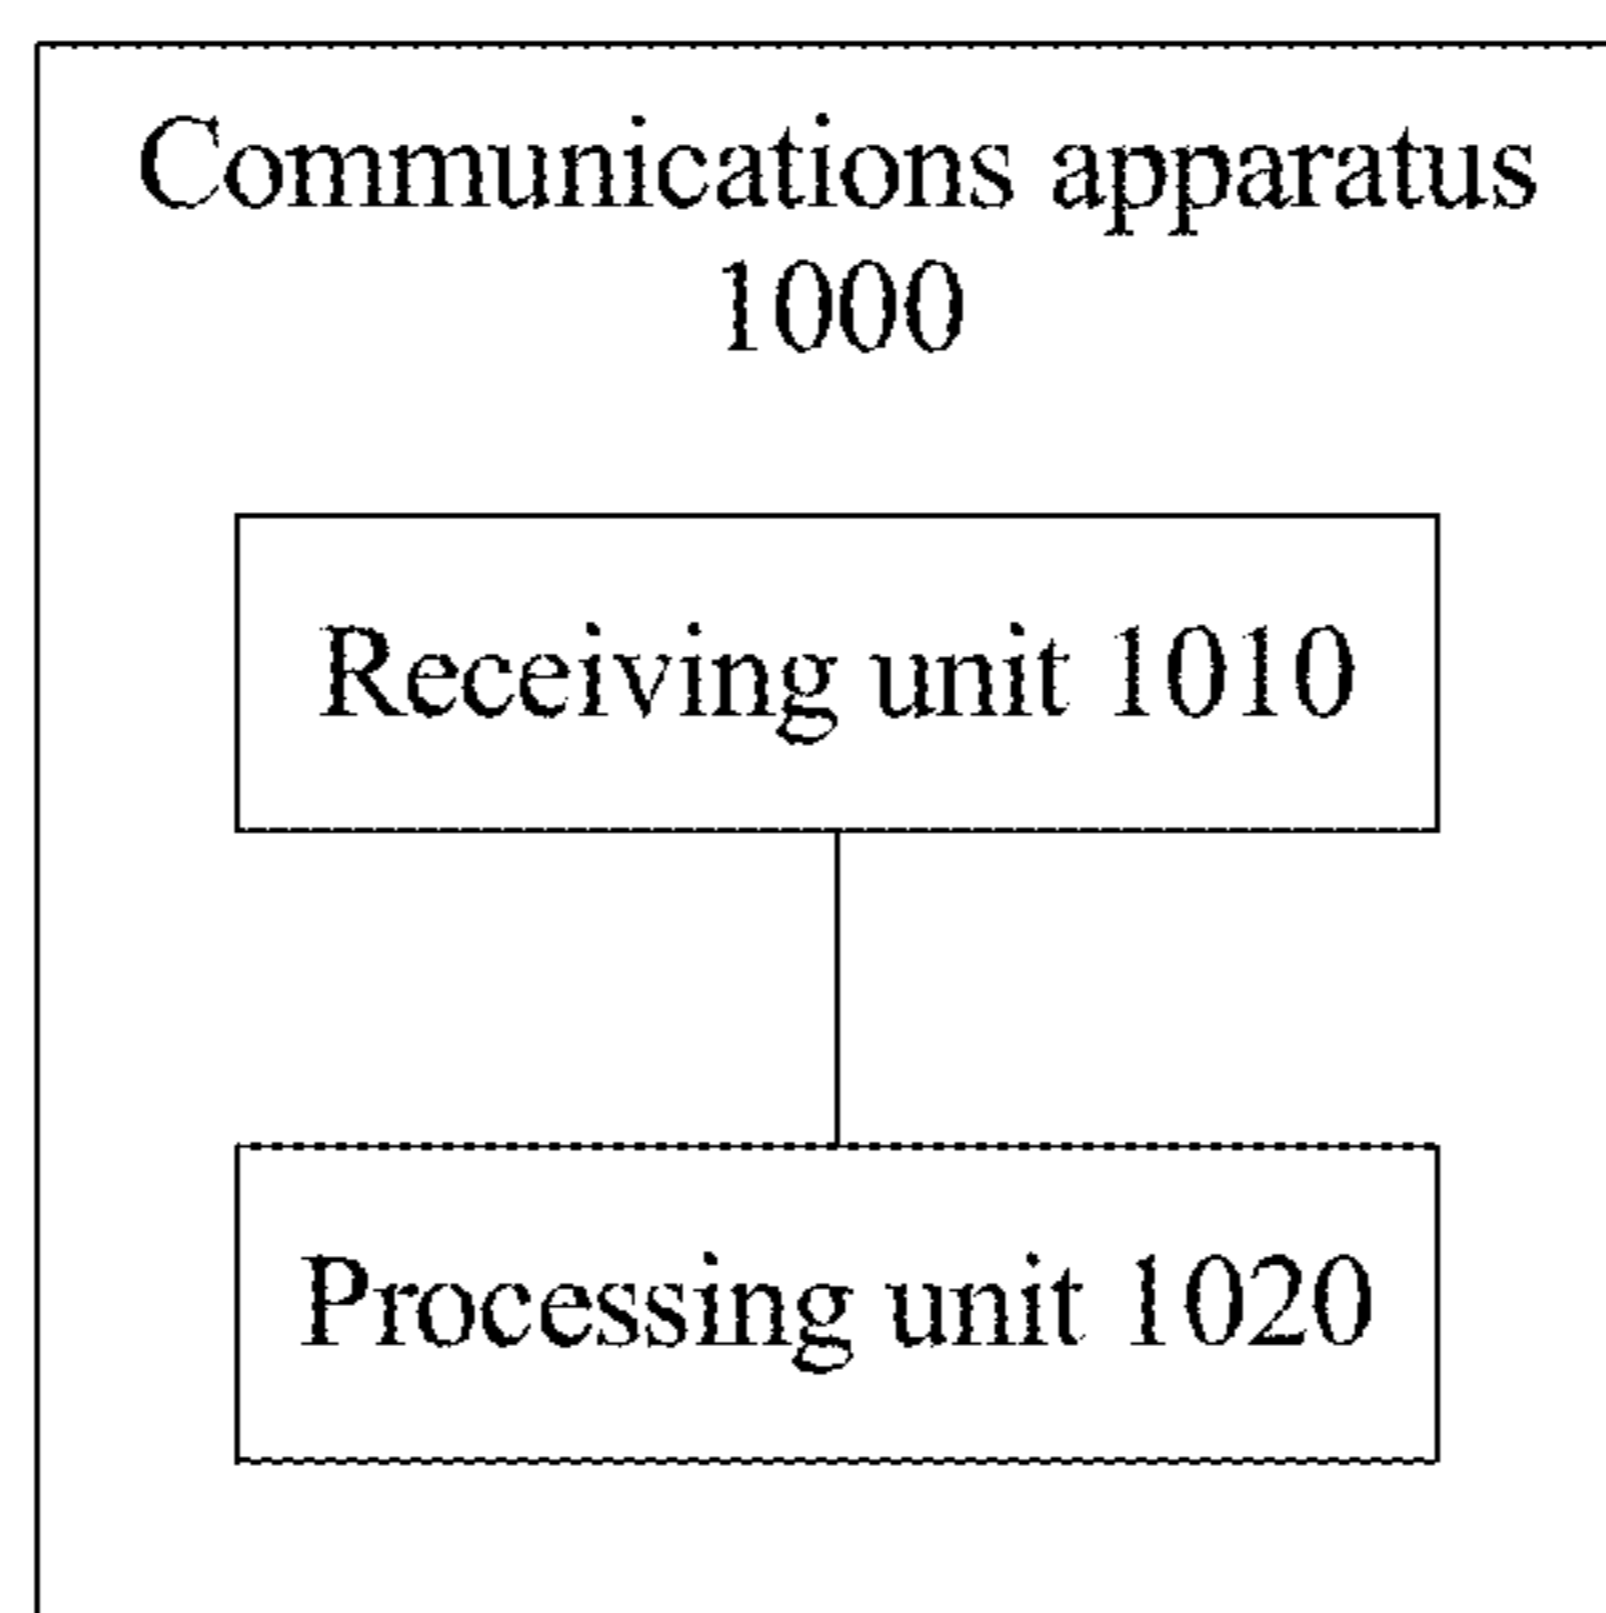 Communications apparatus
1000
Receiving unit 1010
Processing unit 1020